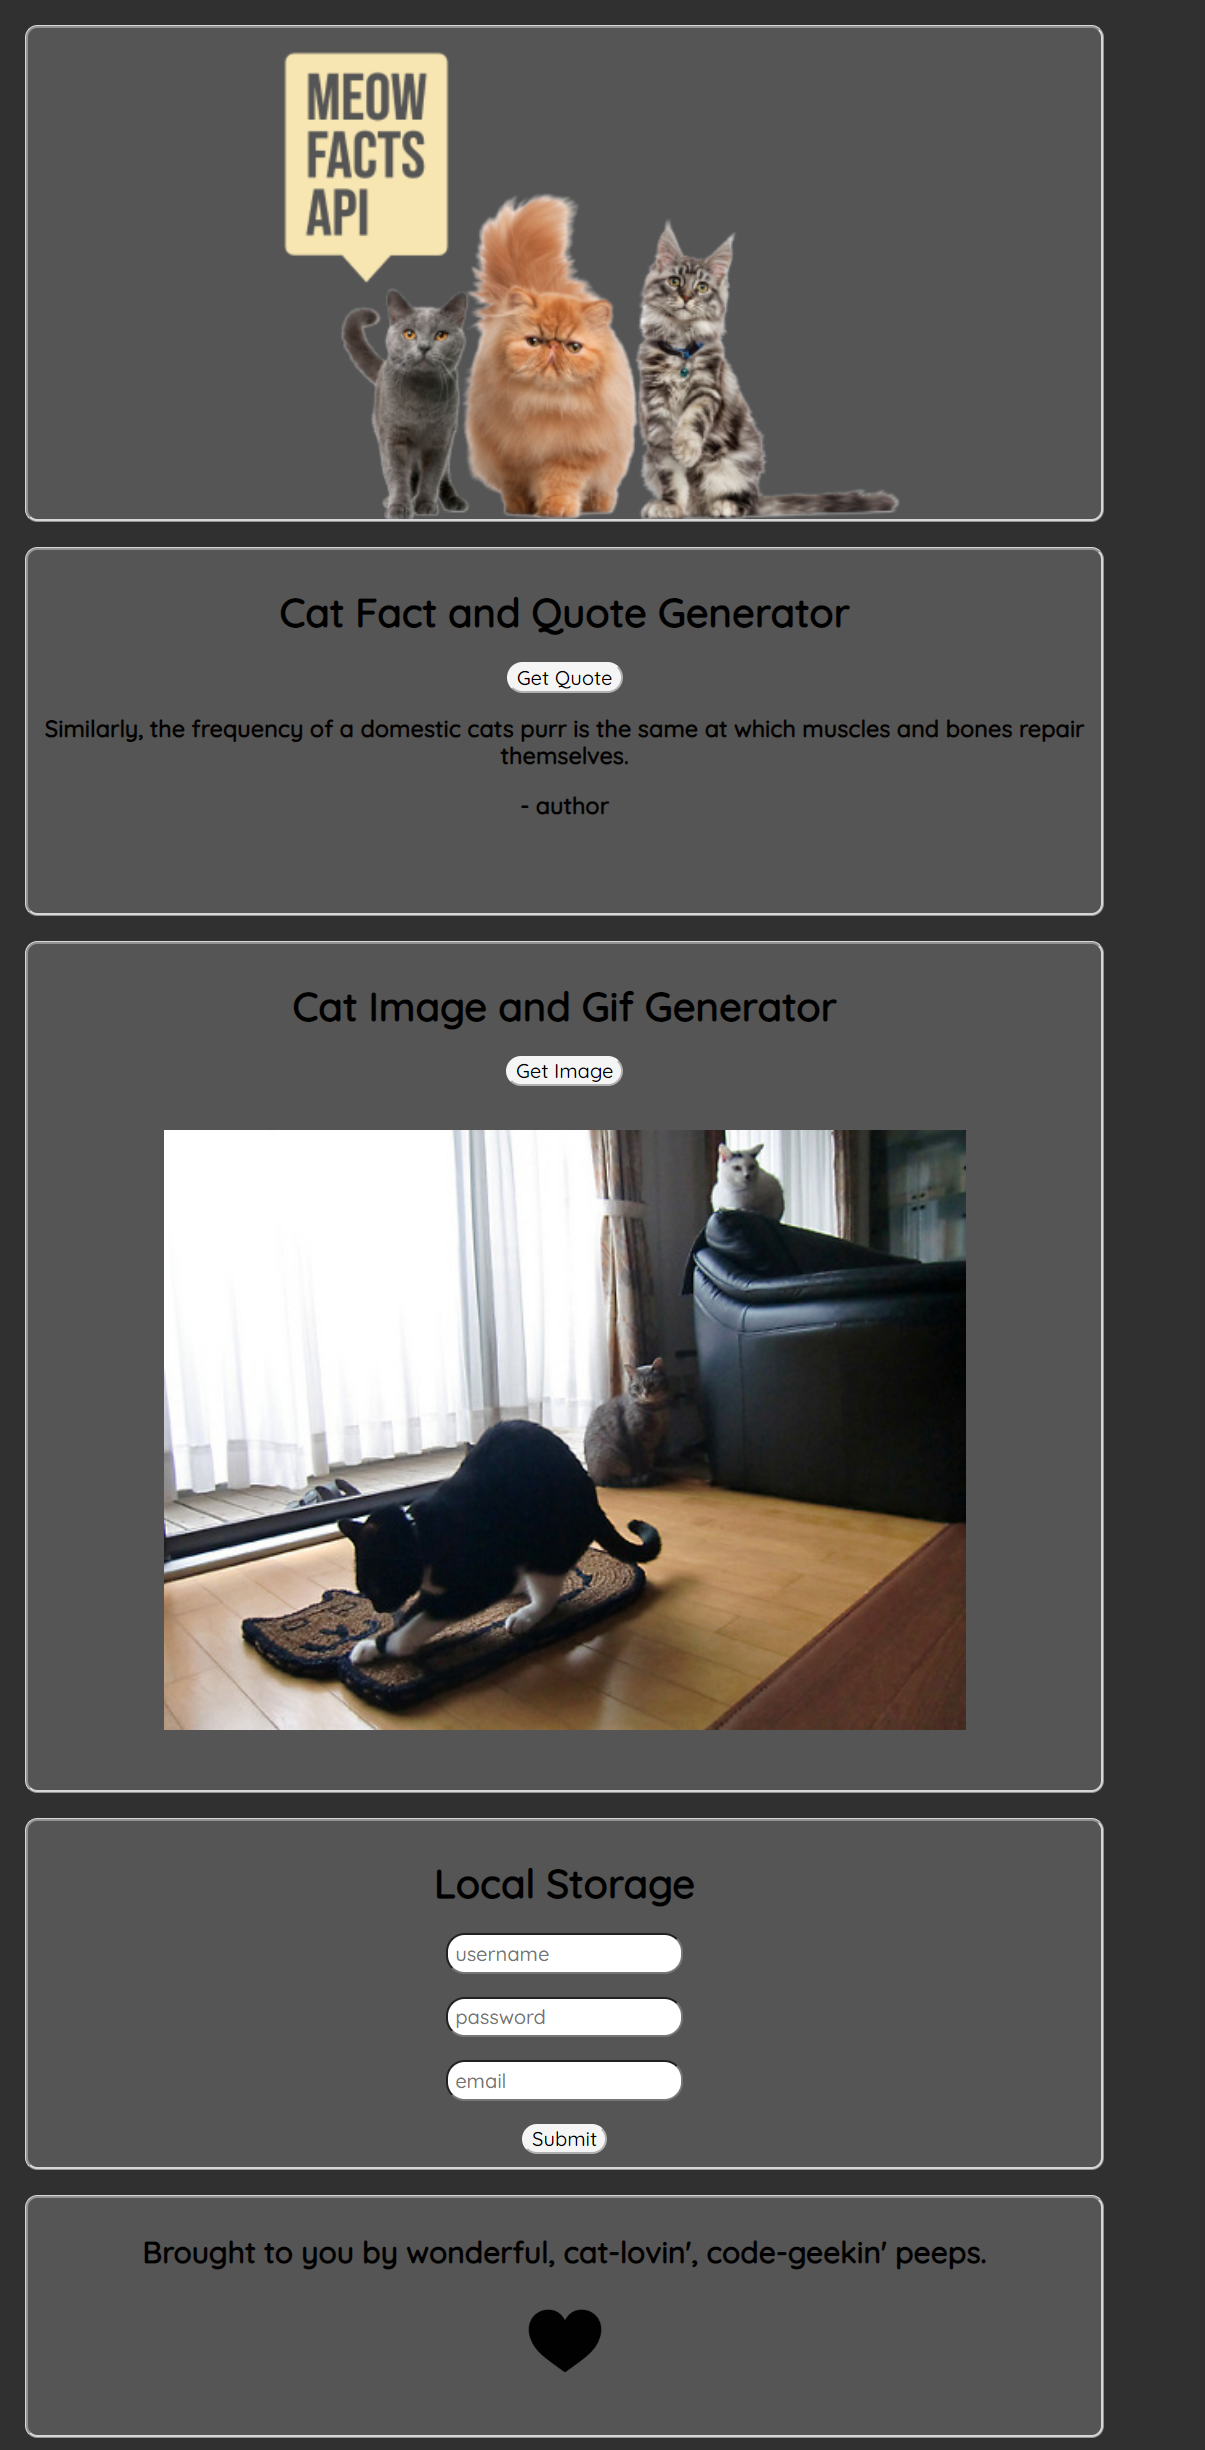 MEOW
FACTS
API
Cat Fact and Quote Generator
Get Quote
Similarly, the frequency of a domestic cats purr is the same at which muscles and bones repair
themselves.
- author
Cat Image and Gif Generator
Get Image
Local Storage
username
password
email
Submit
Brought to you by wonderful, cat-lovin', code-geekin' peeps.